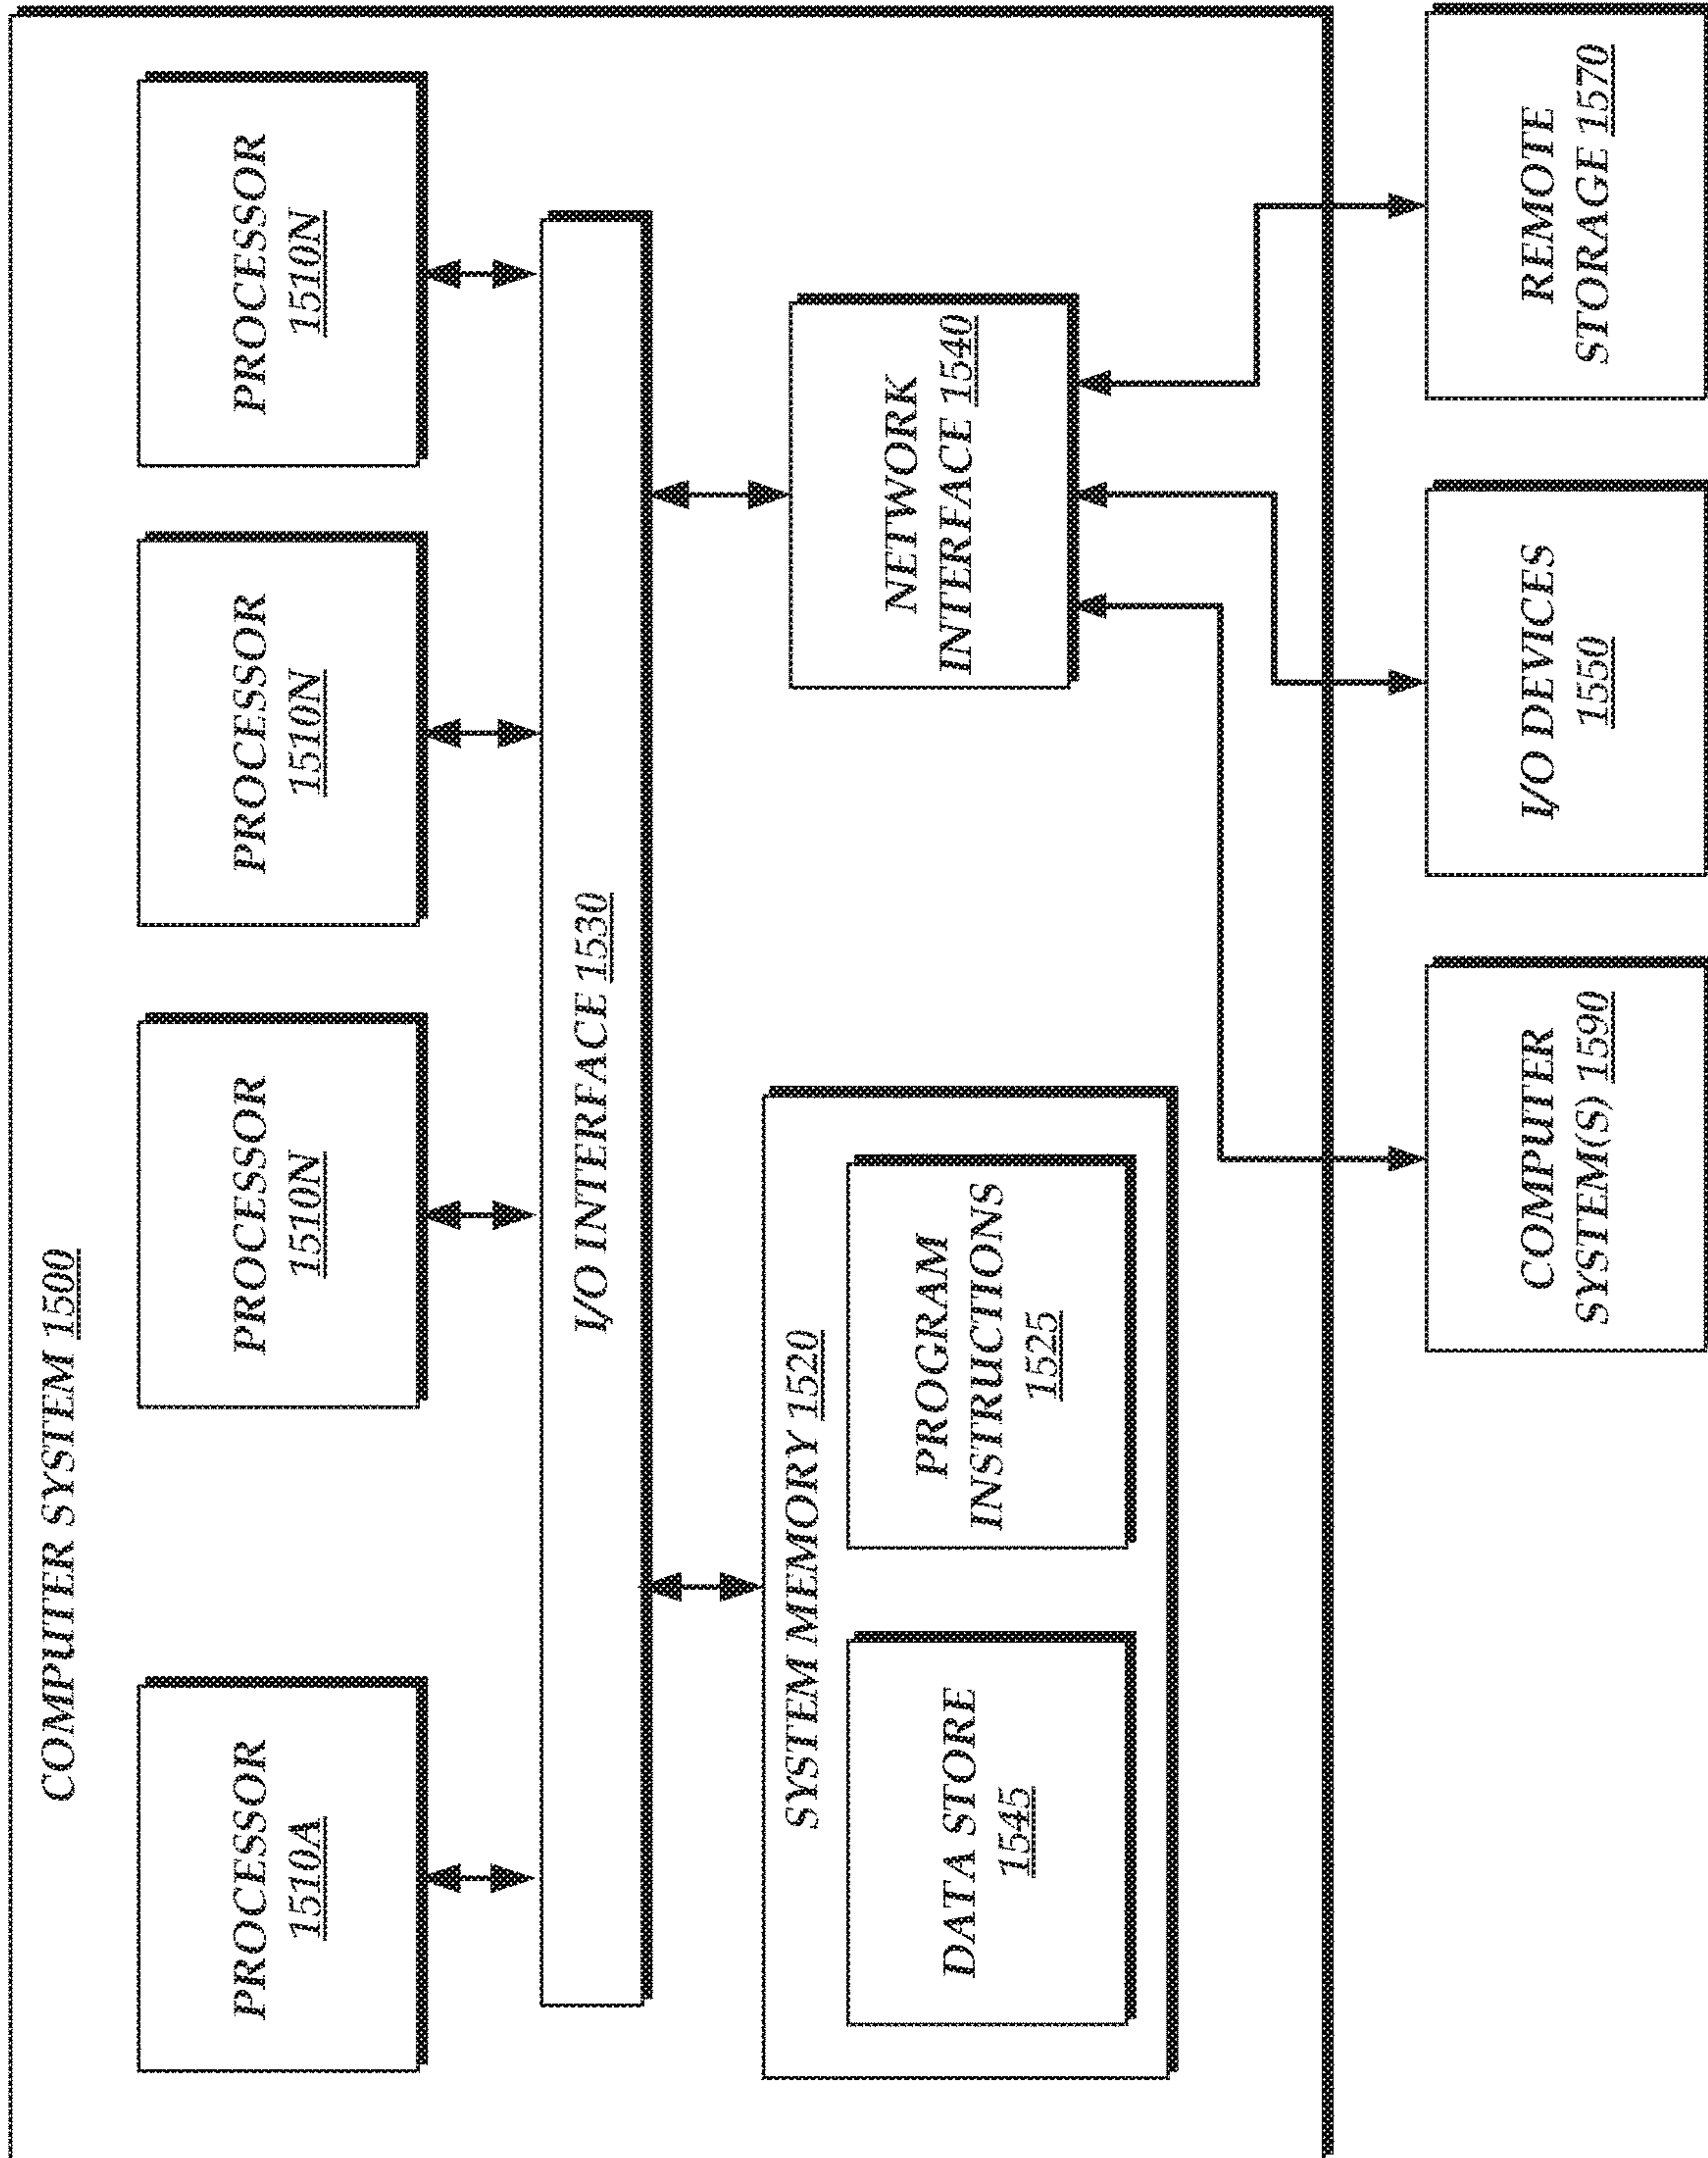 COMPUTER SYSTEM 1500
PROCESSOR
1510A
PROCESSOR
1510N
PROCESSOR
1510N
PROCESSOR
1510N
I/O INTERFACE 1530
SYSTEM MEMORY 1520
DATA STORE
1545
PROGRAM
INSTRUCTIONS
1525
NETWORK
INTERFACE 1540
COMPUTER
SYSTEM(S) 1590
I/O DEVICES
1550
REMOTE
STORAGE 1570